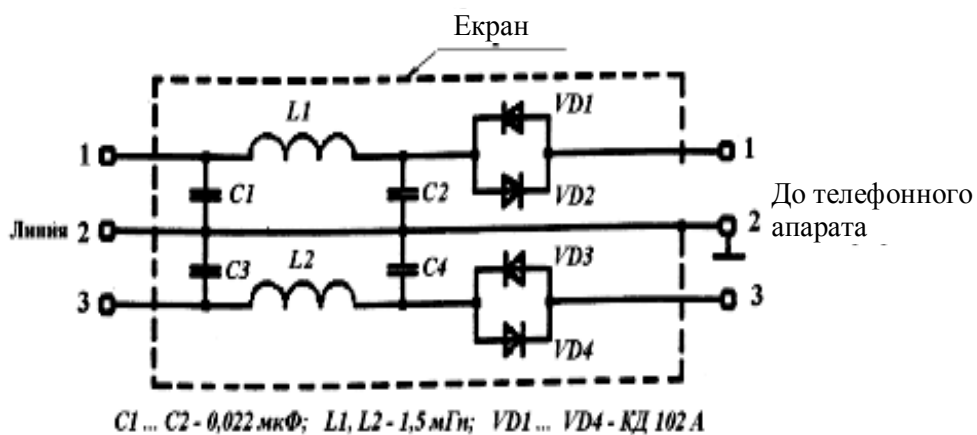 Екран
L1
VD1
1
1
C1
C2
VD2
До телефонного
апарата
Линія 2
2
C3
L2
C4
VD3
3
3
VD4
C1 ... C2 - 0,022 мкФ; L1, L2 - 1,5 мГн; VD1 ... VD4 - КД 102 А